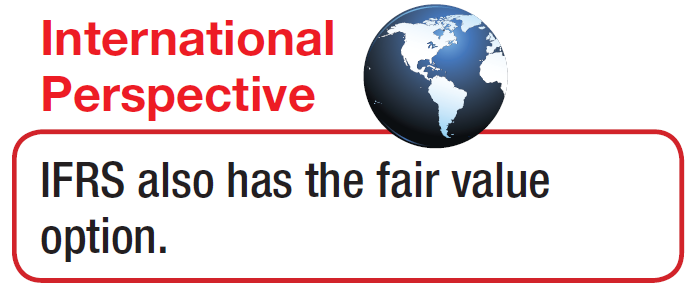 International
Perspective
IFRS also has the fair value
option.